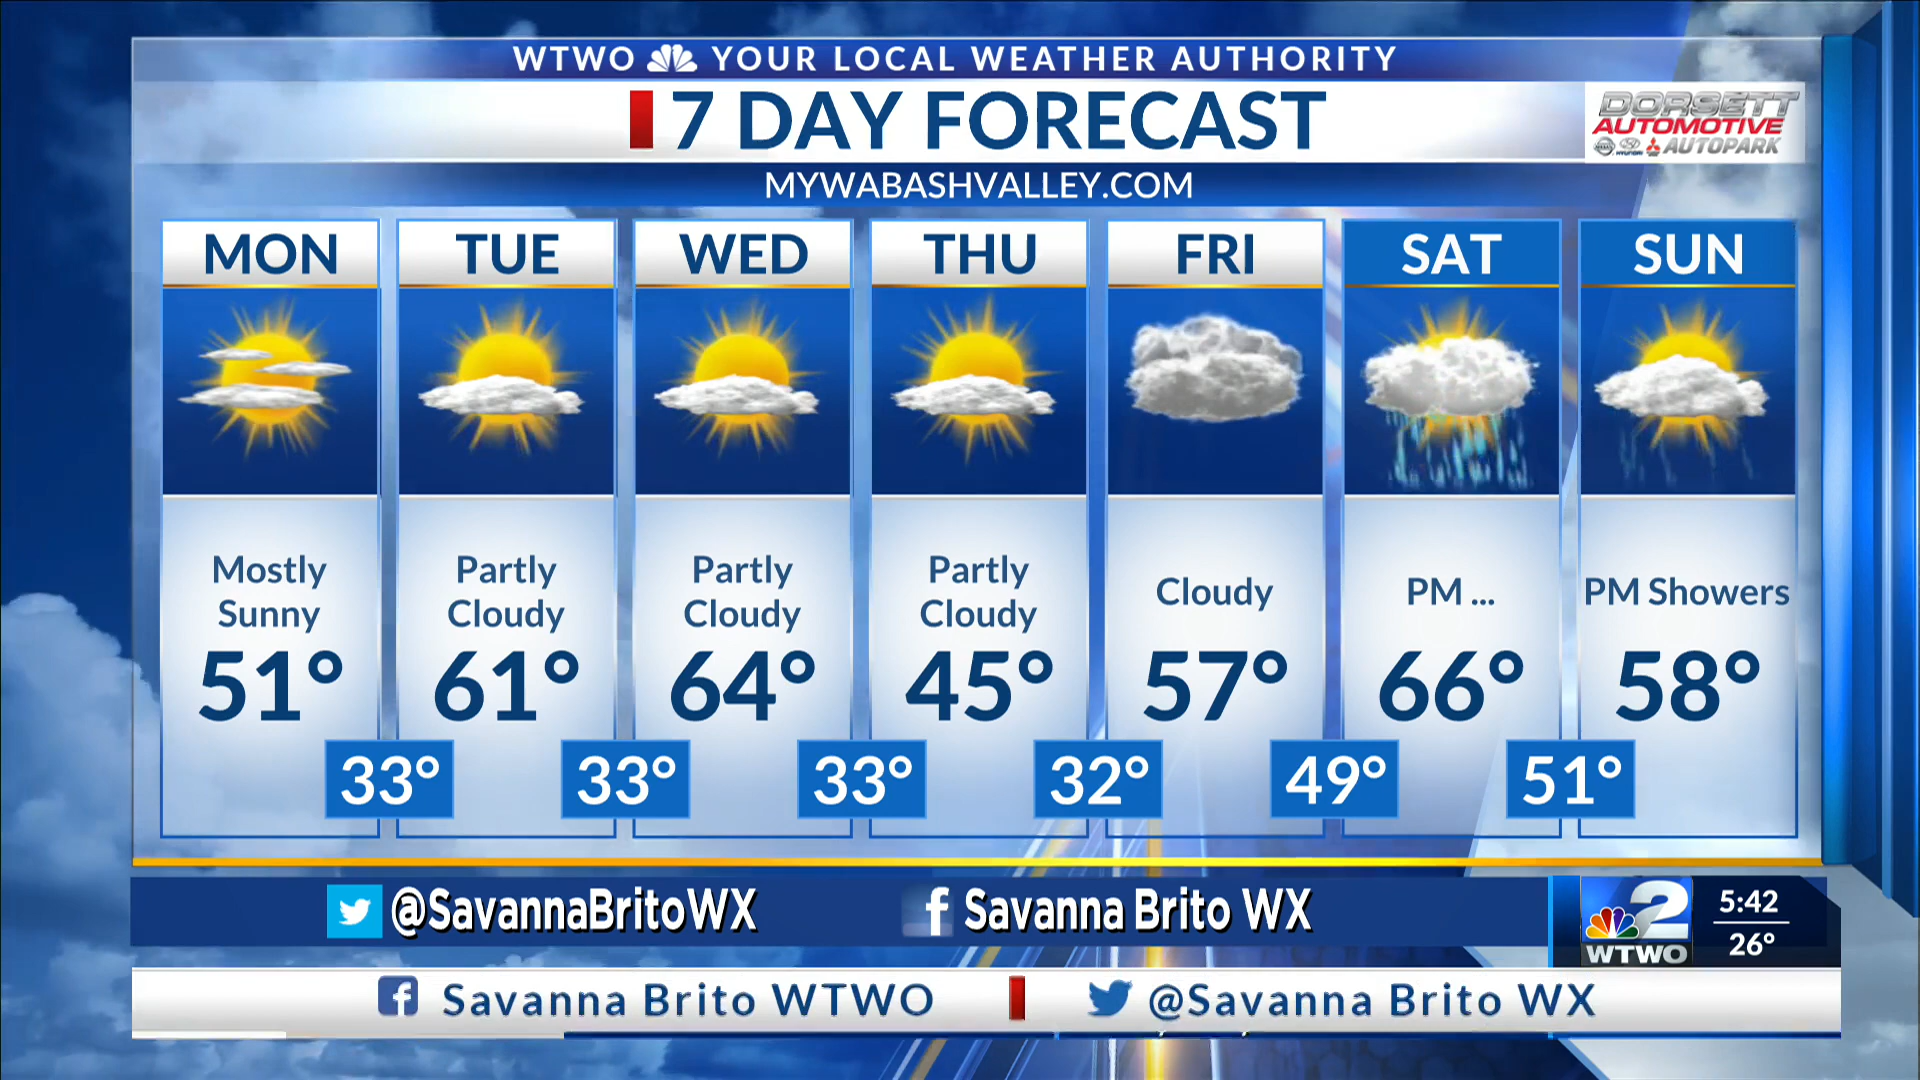 WTWO YOUR LOCAL WEATHER AUTHORITY
7 DAY FORECAST
DORSETT
AUTOMOTIVE
HYUNDAI AUTOPARK
MYWABASHVALLEY.COM
MON TUE WED THU FRI SAT SUN
Mostly Sunny
Partly Cloudy
Partly Cloudy
Partly Cloudy
Cloudy
PM ...
PM Showers
51° 61° 64° 45° 57° 66° 58°
33° 33° 33° 32° 49° 51°
@SavannaBritoWX
Savanna Brito WX
2
WTWO
5:42
26°
Savanna Brito WTWO
@Savanna Brito WX